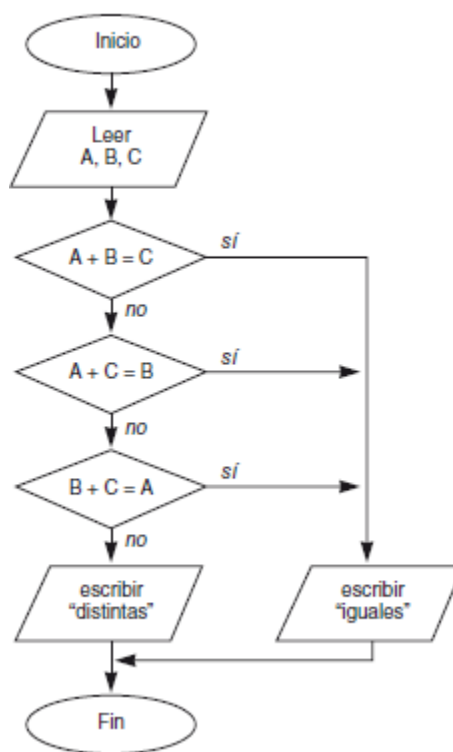 Inicio
Leer
A, B, C
A + B = C
sí
no
A + C = B
sí
no
B + C = A
sí
no
escribir
“distintas”
escribir
“iguales”
Fin